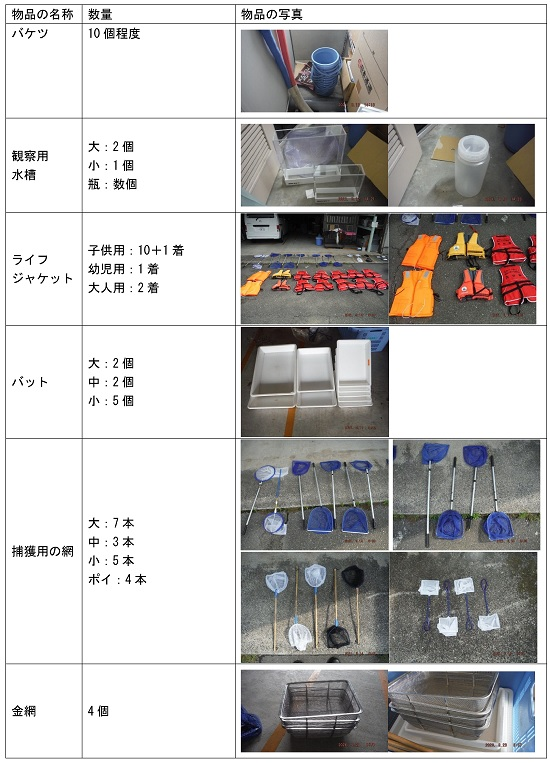 物品の名称 数量 物品の写真
バケツ 10個程度
観察用
水槽
大:2個
小:1個
瓶:数個
ライフ
ジャケット
子供用:10+1着
幼児用:1着
大人用:2着
バット
大:2個
中:2個
小:5個
捕獲用の網
大:7本
中:3本
小:5本
ポイ:4本
金網 4個